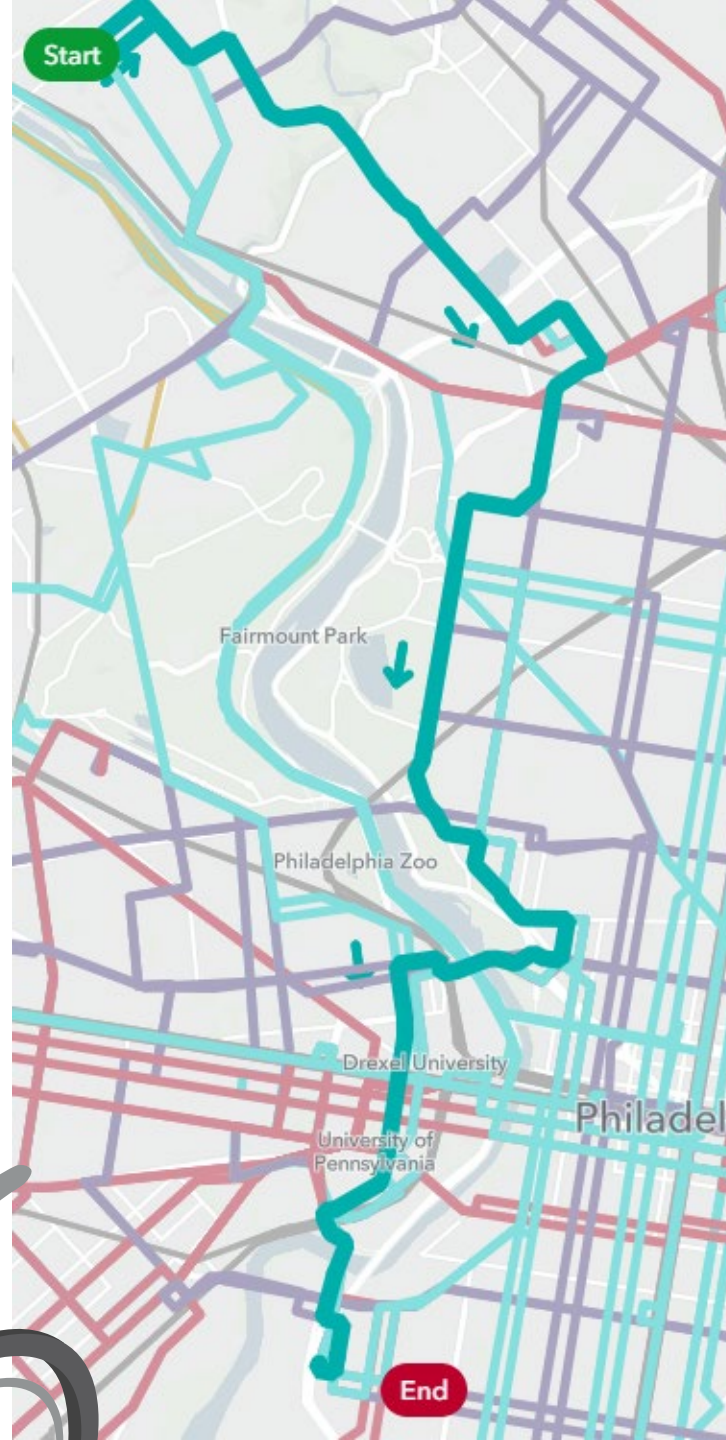 Start
Fairmount Park
Philadelphia Zoo
Drexel University
Philadel
University of
Pennsylvania
End